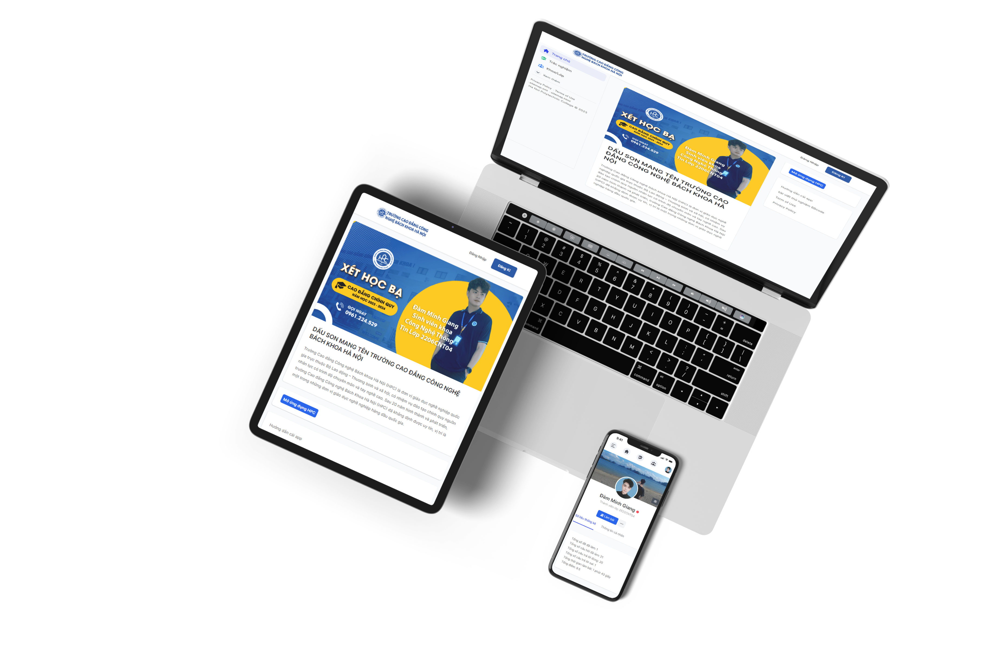 TRƯỜNG CAO ĐẲNG CÔNG
NGHỆ BÁCH KHOA HÀ NỘI
Trang chủ
Trắc nghiệm
Khoa/Lớp
Xem thêm
Privacy Policy · Terms of Use
· sitemap.xml · sitemap.html
Ha Noi Polytechnic College © 2023
Đăng Nhập
Đăng Kí
HPC
XÉT HỌC BẠ
CAO ĐẲNG CHÍNH QUY
NĂM HỌC 2023 - 2024
GỌI NGAY
0961.224.529
Đàm Minh Giang
Sinh viên khoa
Công Nghệ Thông
Tin Lớp 2206CNT04
DẤU SON MANG TÊN TRƯỜNG CAO
ĐẲNG CÔNG NGHỆ BÁCH KHOA HÀ
NỘI
Trường Cao đẳng Công nghệ Bách khoa Hà Nội (HPC) là đơn vị giáo dục nghề
nghiệp quốc gia trực thuộc Bộ Lao động – Thương binh và xã hội, có nhiệm vụ
đào tạo chính quy nguồn nhân lực có trình độ chuyên môn và tay nghề cao. Sau
20 năm hình thành và phát triển, trường Cao đẳng Công nghệ Bách Khoa Hà Nội
(HPC) đã khẳng định được uy tín, vị trí là một trong những đơn vị giáo dục nghề
nghiệp hàng đầu quốc gia.
Mở ứng dụng HPC
Hướng dẫn cài app
bài viết thử nghiệm BBcode
Term of Use
Privacy Policy
TRƯỜNG CAO ĐẲNG CÔNG
NGHỆ BÁCH KHOA HÀ NỘI
Đăng Nhập
Đăng Kí
HPC
KHOA !
XÉT HỌC BẠ
CAO ĐẲNG CHÍNH QUY
NĂM HỌC 2023 - 2024
GỌI NGAY
0961.224.529
WELCOME
Đàm Minh Giang
Sinh viên khoa
Công Nghệ Thông
Tin Lớp 2206CNT04
DẤU SON MANG TÊN TRƯỜNG CAO ĐẲNG CÔNG NGHỆ
BÁCH KHOA HÀ NỘI
Trường Cao đẳng Công nghệ Bách khoa Hà Nội (HPC) là đơn vị giáo dục nghề nghiệp quốc
gia trực thuộc Bộ Lao động – Thương binh và xã hội, có nhiệm vụ đào tạo chính quy nguồn
nhân lực có trình độ chuyên môn và tay nghề cao. Sau 20 năm hình thành và phát triển,
trường Cao đẳng Công nghệ Bách Khoa Hà Nội (HPC) đã khẳng định được uy tín, vị trí là
một trong những đơn vị giáo dục nghề nghiệp hàng đầu quốc gia.
Mở ứng dụng HPC
Hướng dẫn cài app
~ ! @ # $ % ^ & * ( ) _ +
\` 1 2 3 4 5 6 7 8 9 0 - = delete
W E R T Y U I O P { [ } ] | \
D F G H J K L : ; " ' enter return
X C V B N M < , > . ? / shift
⌘ command ⌘ command alt option
9:41
Đàm Minh Giang
Thành viên lớp 2622CNT04
Làm bài
Số liệu thống kê
Thông tin cá nhân
Tổng số đề đã làm: 1
Tổng số câu hỏi đã làm: 21
Tổng số câu trả lời đúng: 20
Tổng số câu trả lời sai: 1
Tổng thời gian làm bài: 1 phút 43 giây
Tổng điểm: 9.5